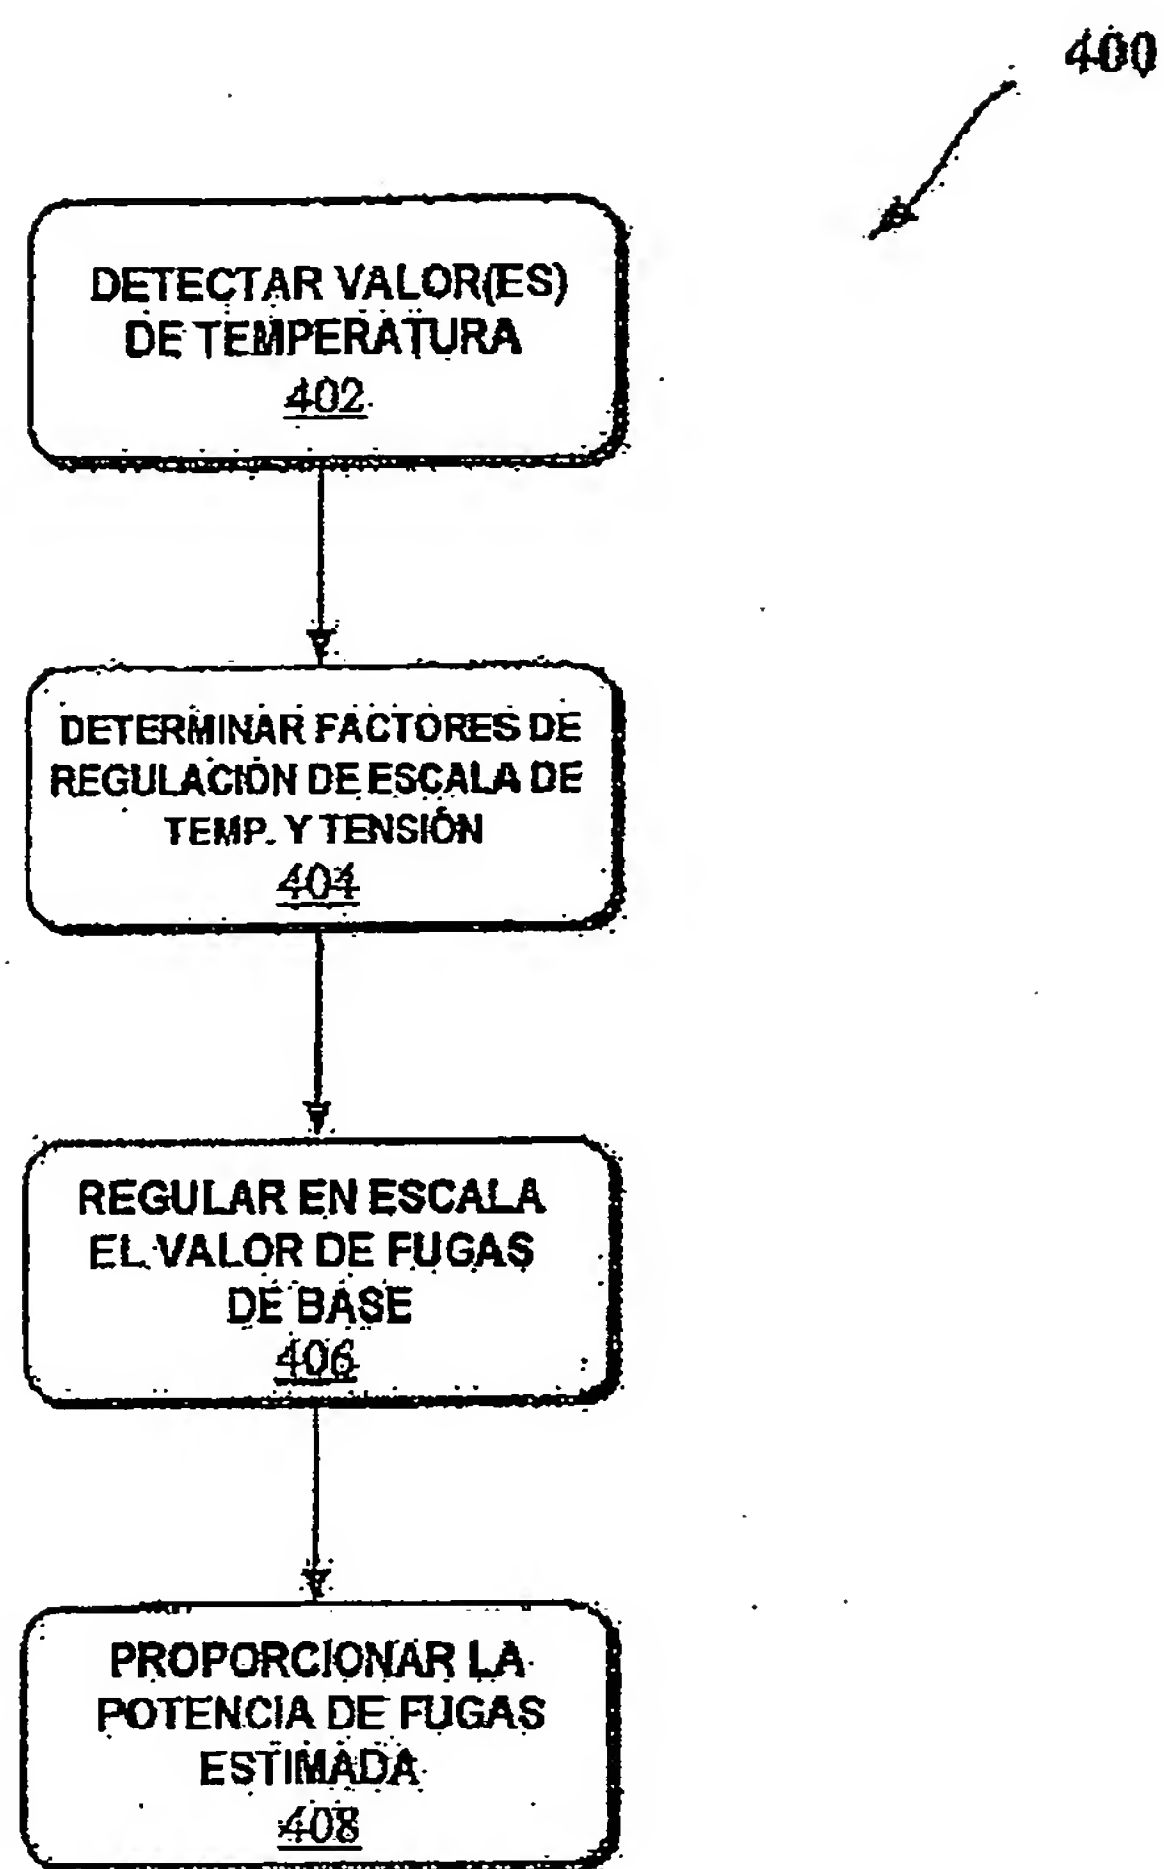 400
DETECTAR VALOR(ES)
DE TEMPERATURA
402
DETERMINAR FACTORES DE
REGULACIÓN DE ESCALA DE
TEMP. Y TENSIÓN
404
REGULAR EN ESCALA
EL VALOR DE FUGAS
DE BASE
406
PROPORCIONAR LA
POTENCIA DE FUGAS
ESTIMADA
408